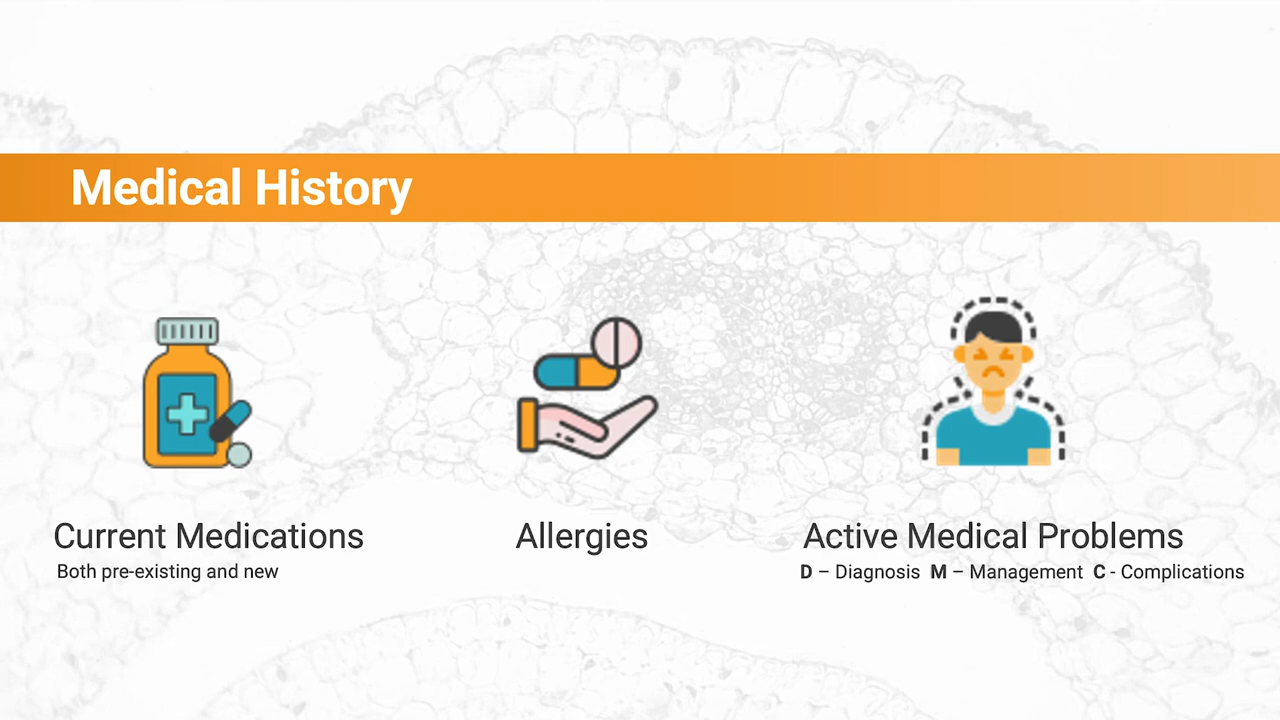 Medical History
Current Medications
Both pre-existing and new
Allergies
Active Medical Problems
D – Diagnosis M – Management C - Complications